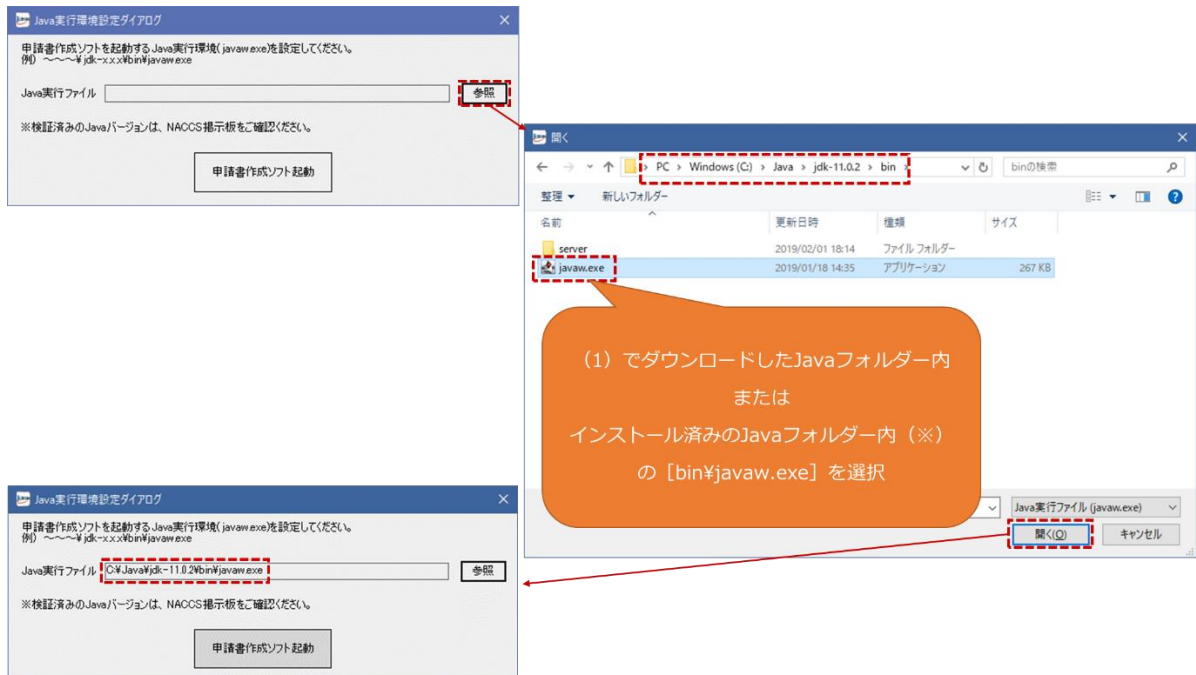 Java実行環境設定ダイアログ
申請書作成ソフトを起動するJava実行環境(javaw.exe)を設定してください。
例) ～～～¥jdk-x.x.x¥bin¥javaw.exe
Java実行ファイル
参照
※検証済みのJavaバージョンは、NACCS掲示板をご確認ください。
申請書作成ソフト起動
開く
PC > Windows (C:) > Java > jdk-11.0.2 > bin >
binの検索
整理
新しいフォルダー
名前 更新日時 種類 サイズ
server 2019/02/01 18:14 ファイル フォルダー
javaw.exe 2019/01/18 14:35 アプリケーション 267 KB
（1）でダウンロードしたJavaフォルダー内
または
インストール済みのJavaフォルダー内（※）
の［bin¥javaw.exe］を選択
Java実行ファイル (javaw.exe)
開く(O)
キャンセル
Java実行環境設定ダイアログ
申請書作成ソフトを起動するJava実行環境(javaw.exe)を設定してください。
例) ～～～¥jdk-x.x.x¥bin¥javaw.exe
Java実行ファイル C:¥Java¥jdk-11.0.2¥bin¥javaw.exe
参照
※検証済みのJavaバージョンは、NACCS掲示板をご確認ください。
申請書作成ソフト起動